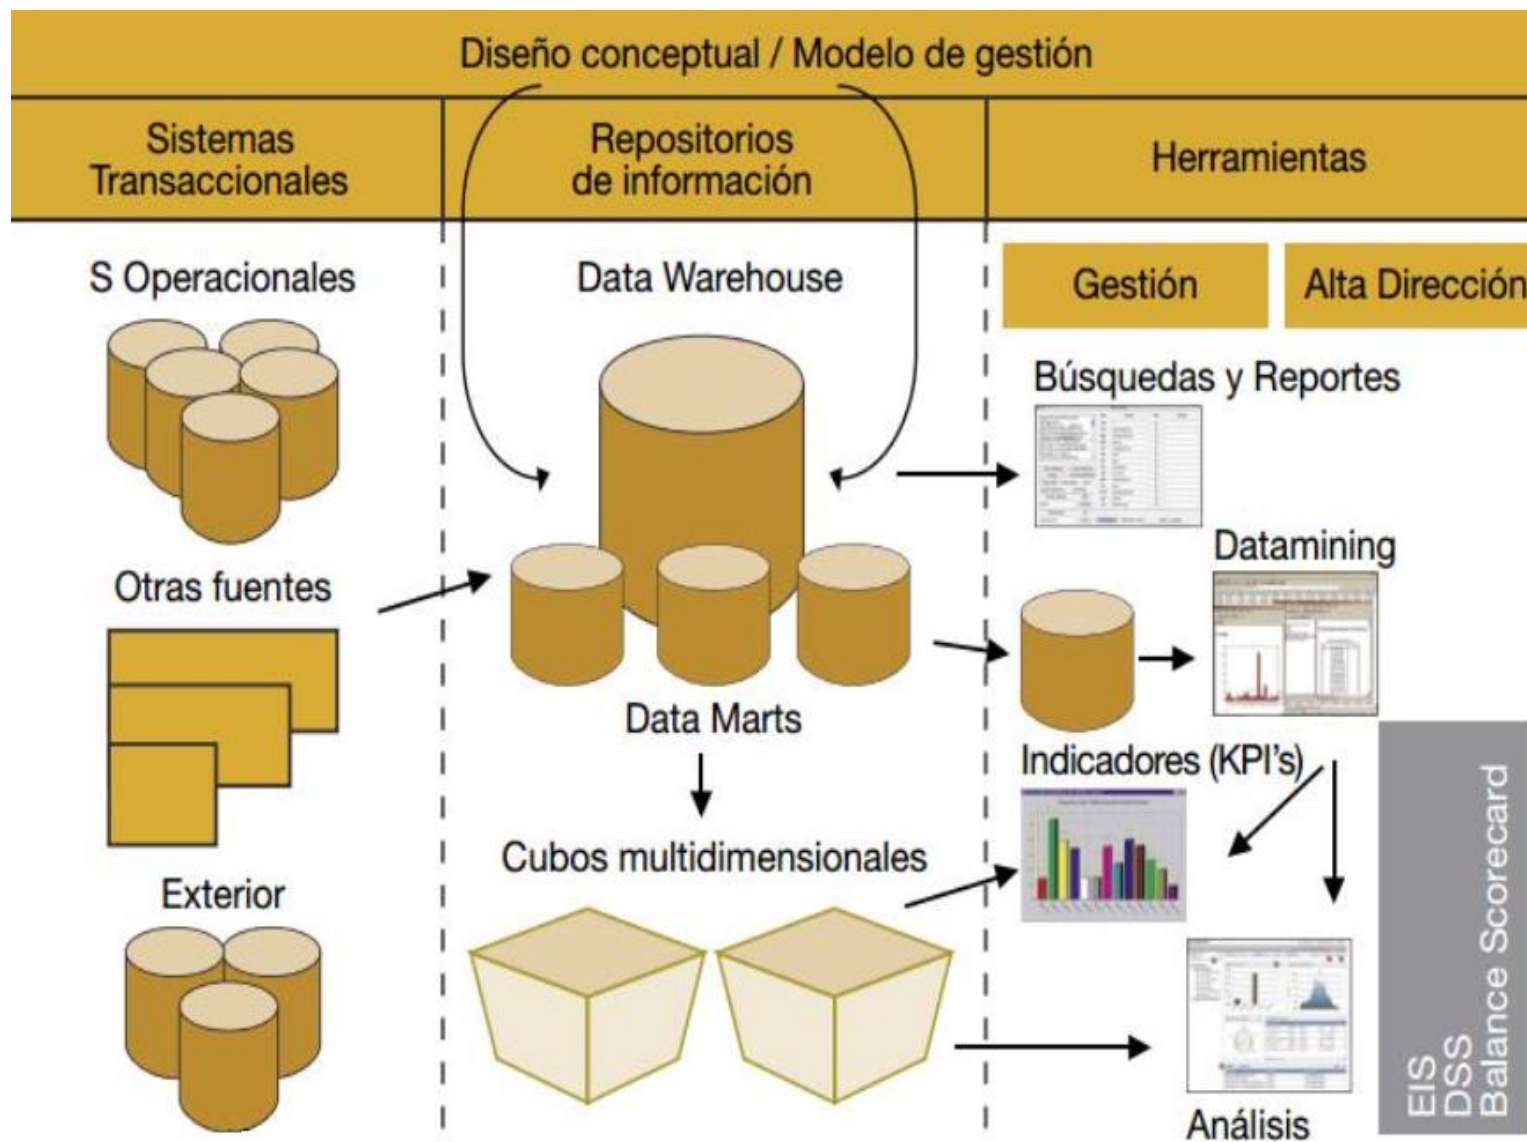 Diseño conceptual / Modelo de gestión
Sistemas
Transaccionales
Repositorios
de información
Herramientas
S Operacionales
Data Warehouse
Gestión
Alta Dirección
Búsquedas y Reportes
Datamining
Otras fuentes
Data Marts
Indicadores (KPI's)
Cubos multidimensionales
Exterior
Análisis
EIS
DSS
Balance Scorecard